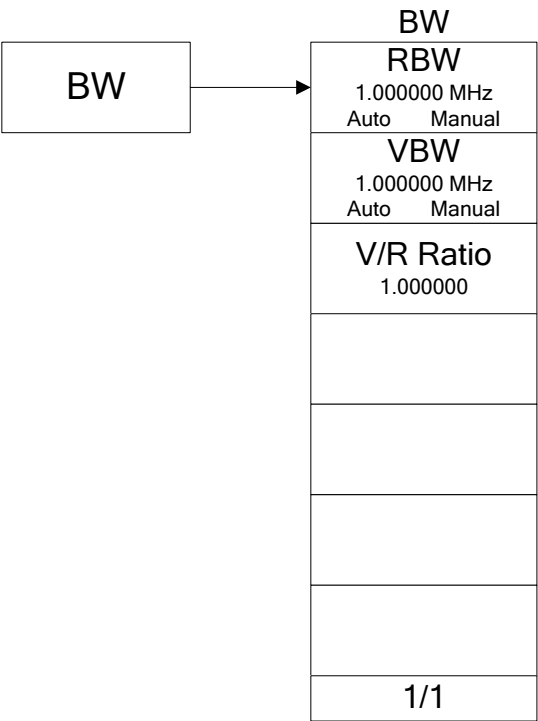 BW
BW
RBW
1.000000 MHz
Auto Manual
VBW
1.000000 MHz
Auto Manual
V/R Ratio
1.000000
1/1